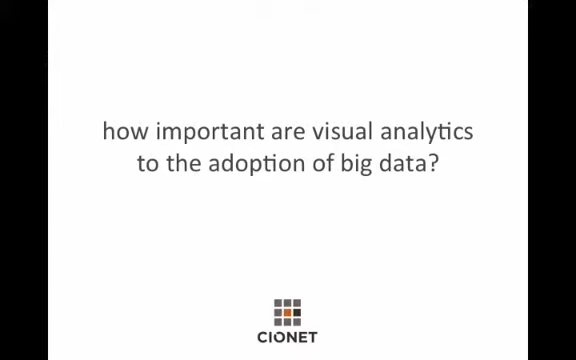 how important are visual analytics
to the adoption of big data?
CIONET